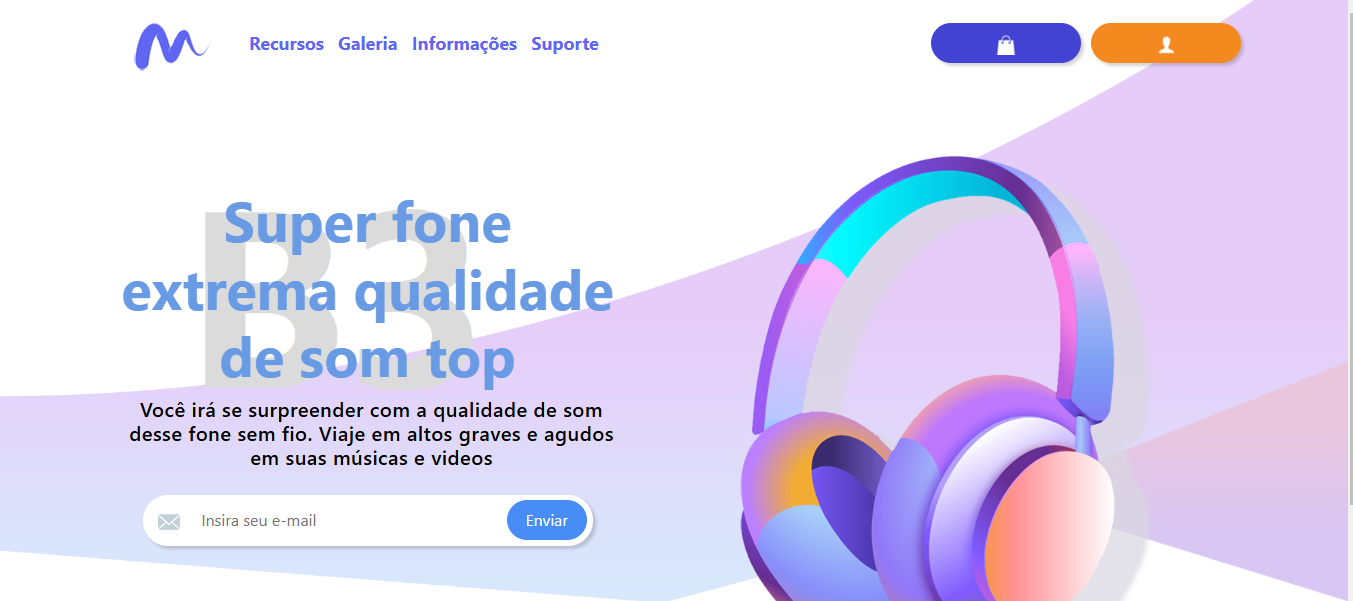 Recursos Galeria Informações Suporte
B3
Super fone
extrema qualidade
de som top
Você irá se surpreender com a qualidade de som
desse fone sem fio. Viaje em altos graves e agudos
em suas músicas e videos
Insira seu e-mail Enviar